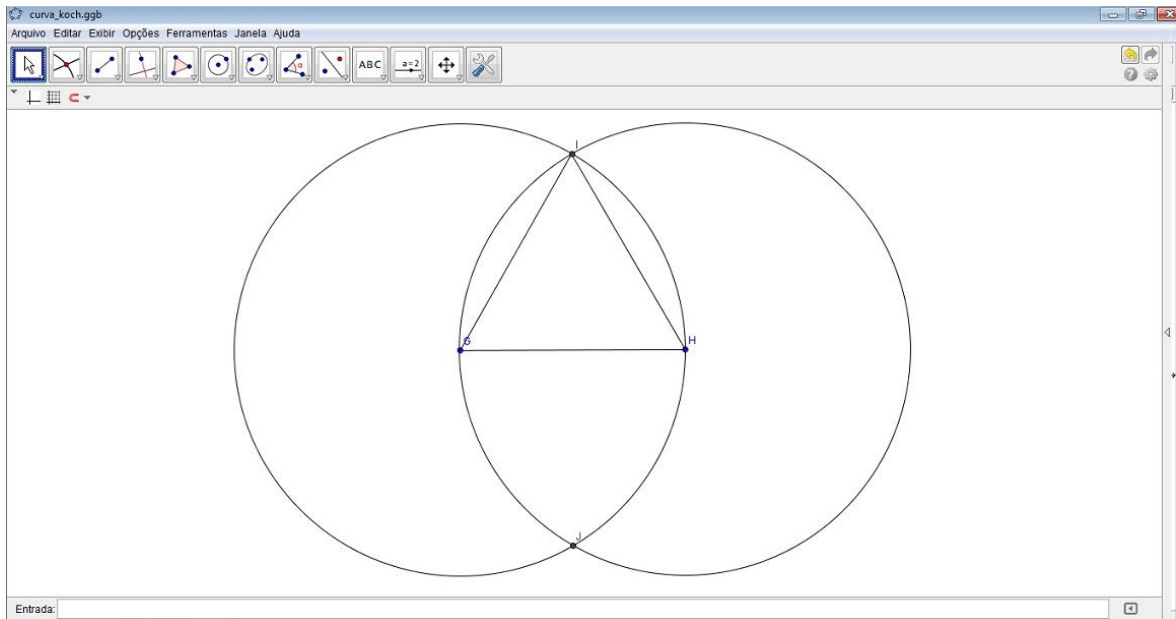 curva_koch.ggb
Arquivo Editar Exibir Opções Ferramentas Janela Ajuda
ABC a=2
I
G H
J
Entrada: